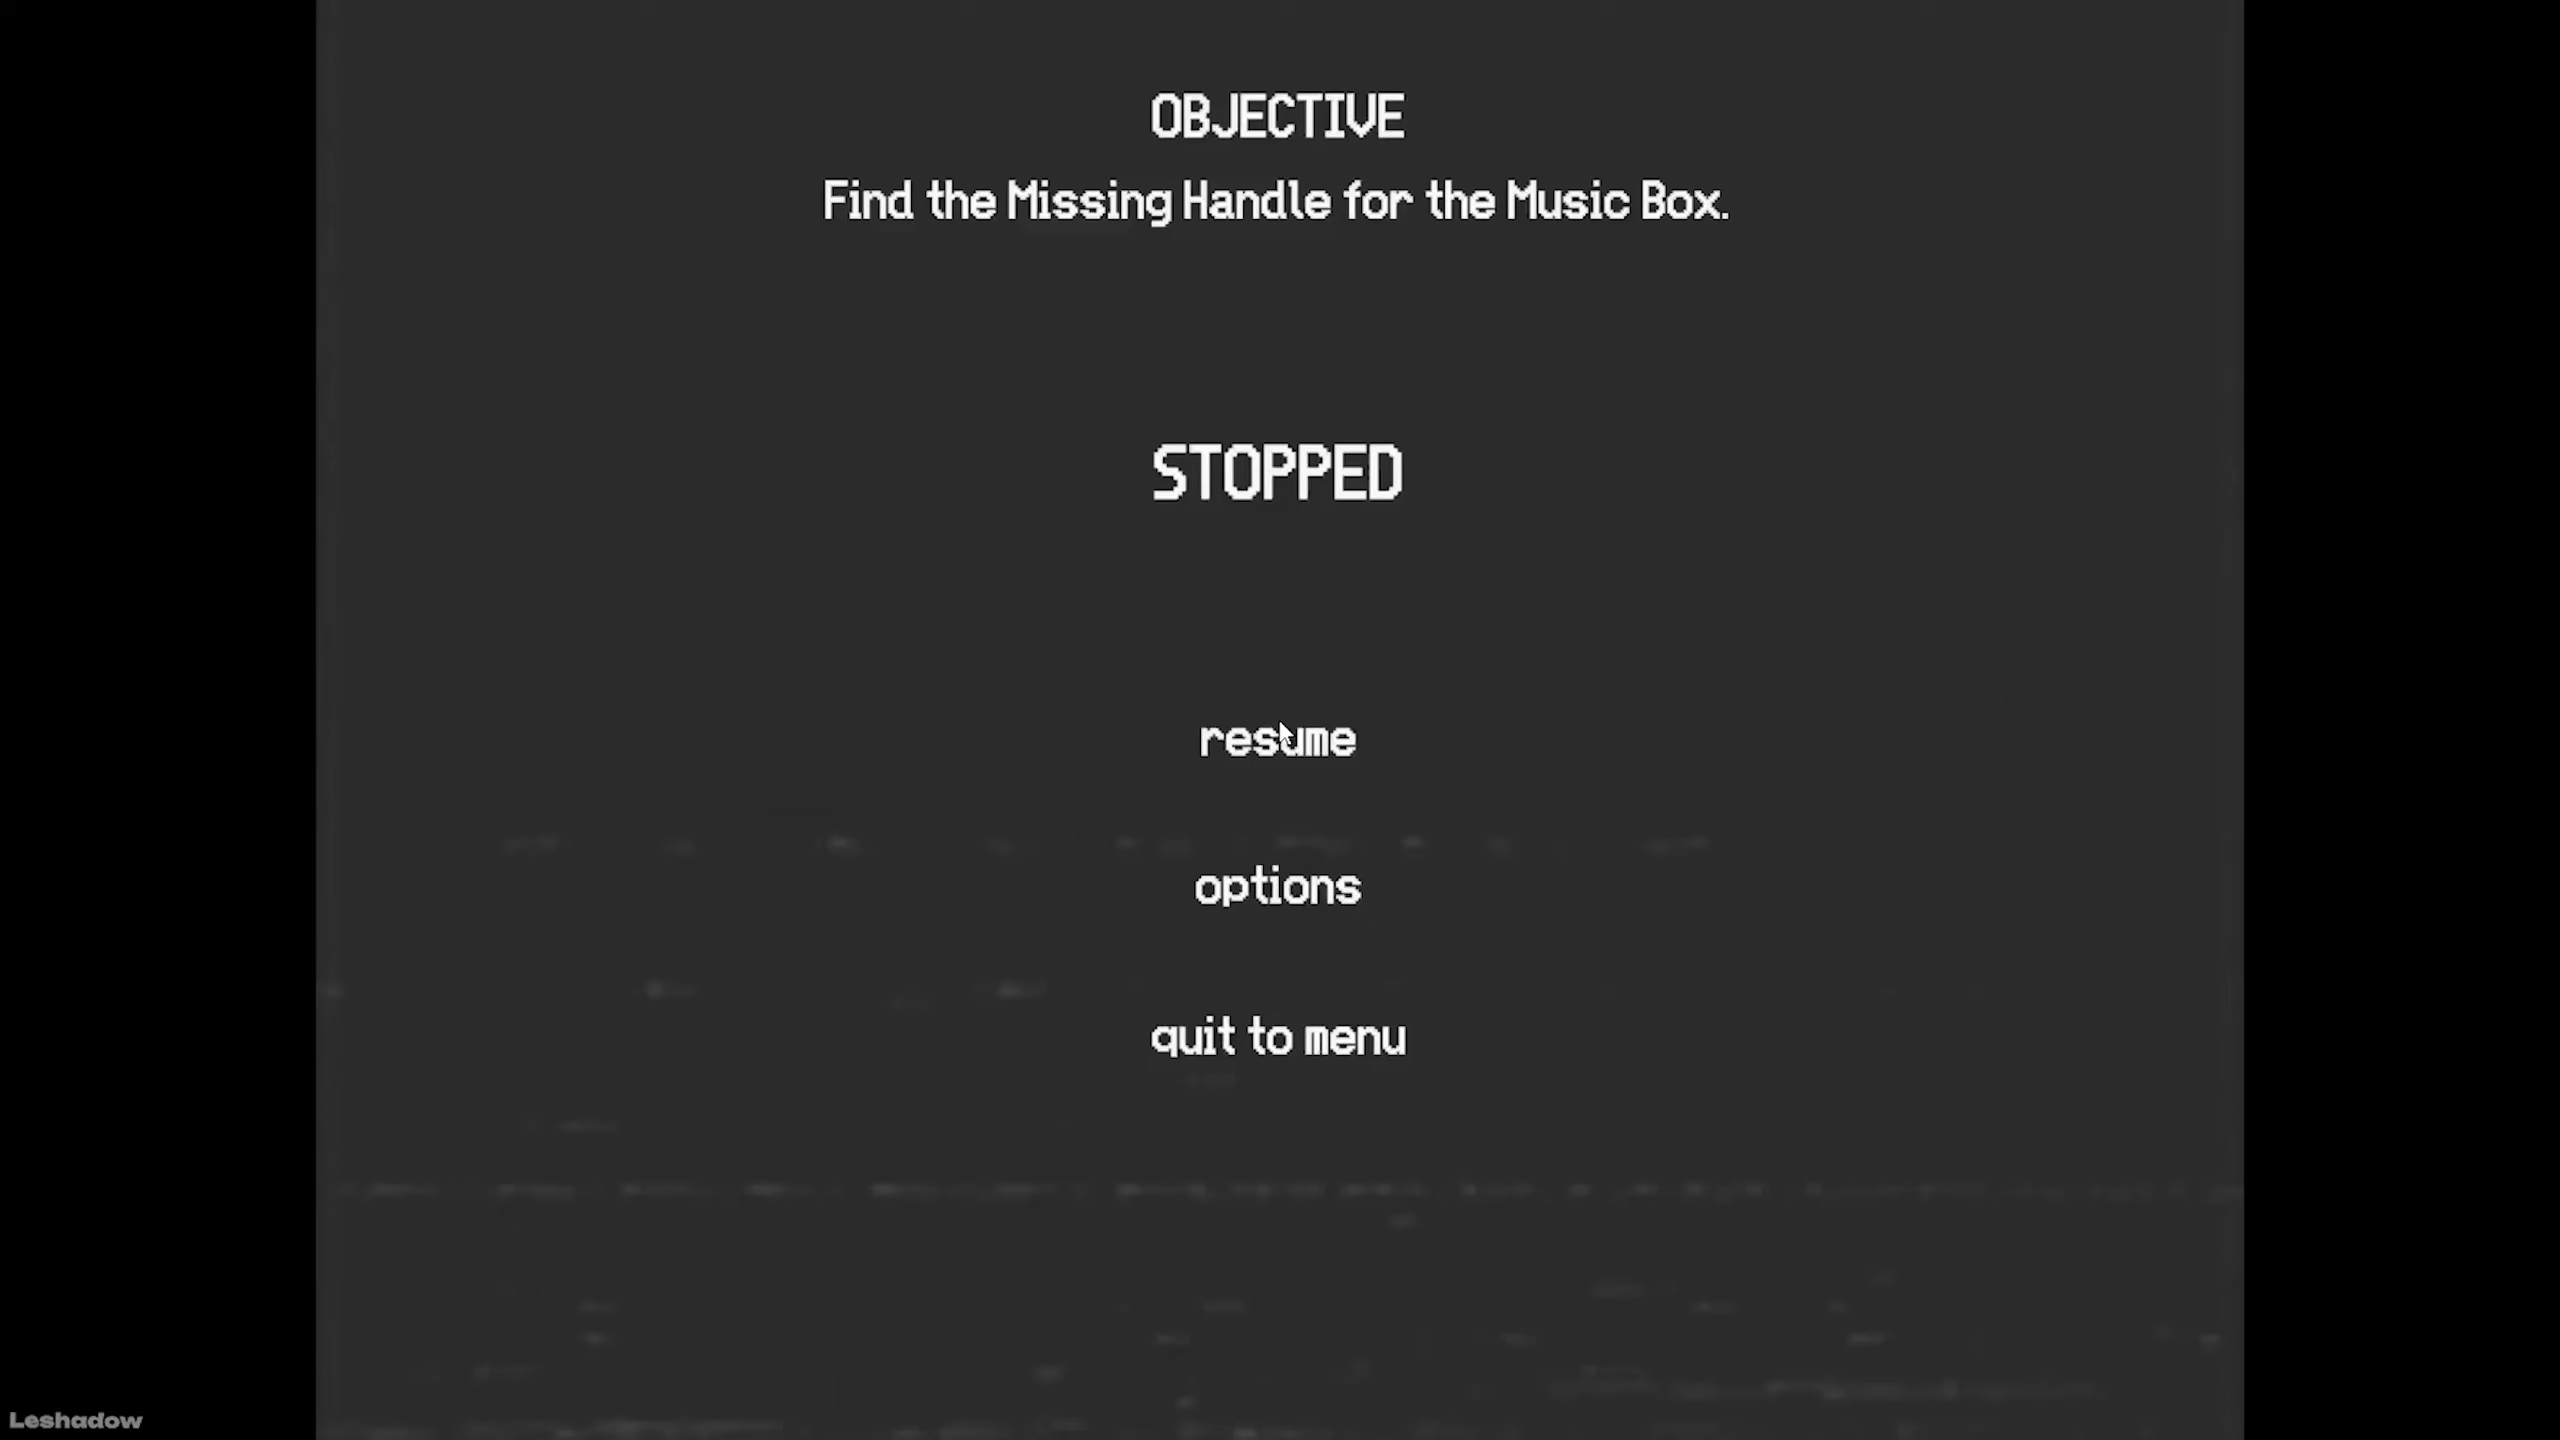 OBJECTIVE
Find the Missing Handle for the Music Box.
STOPPED
resume
options
quit to menu
Leshadow